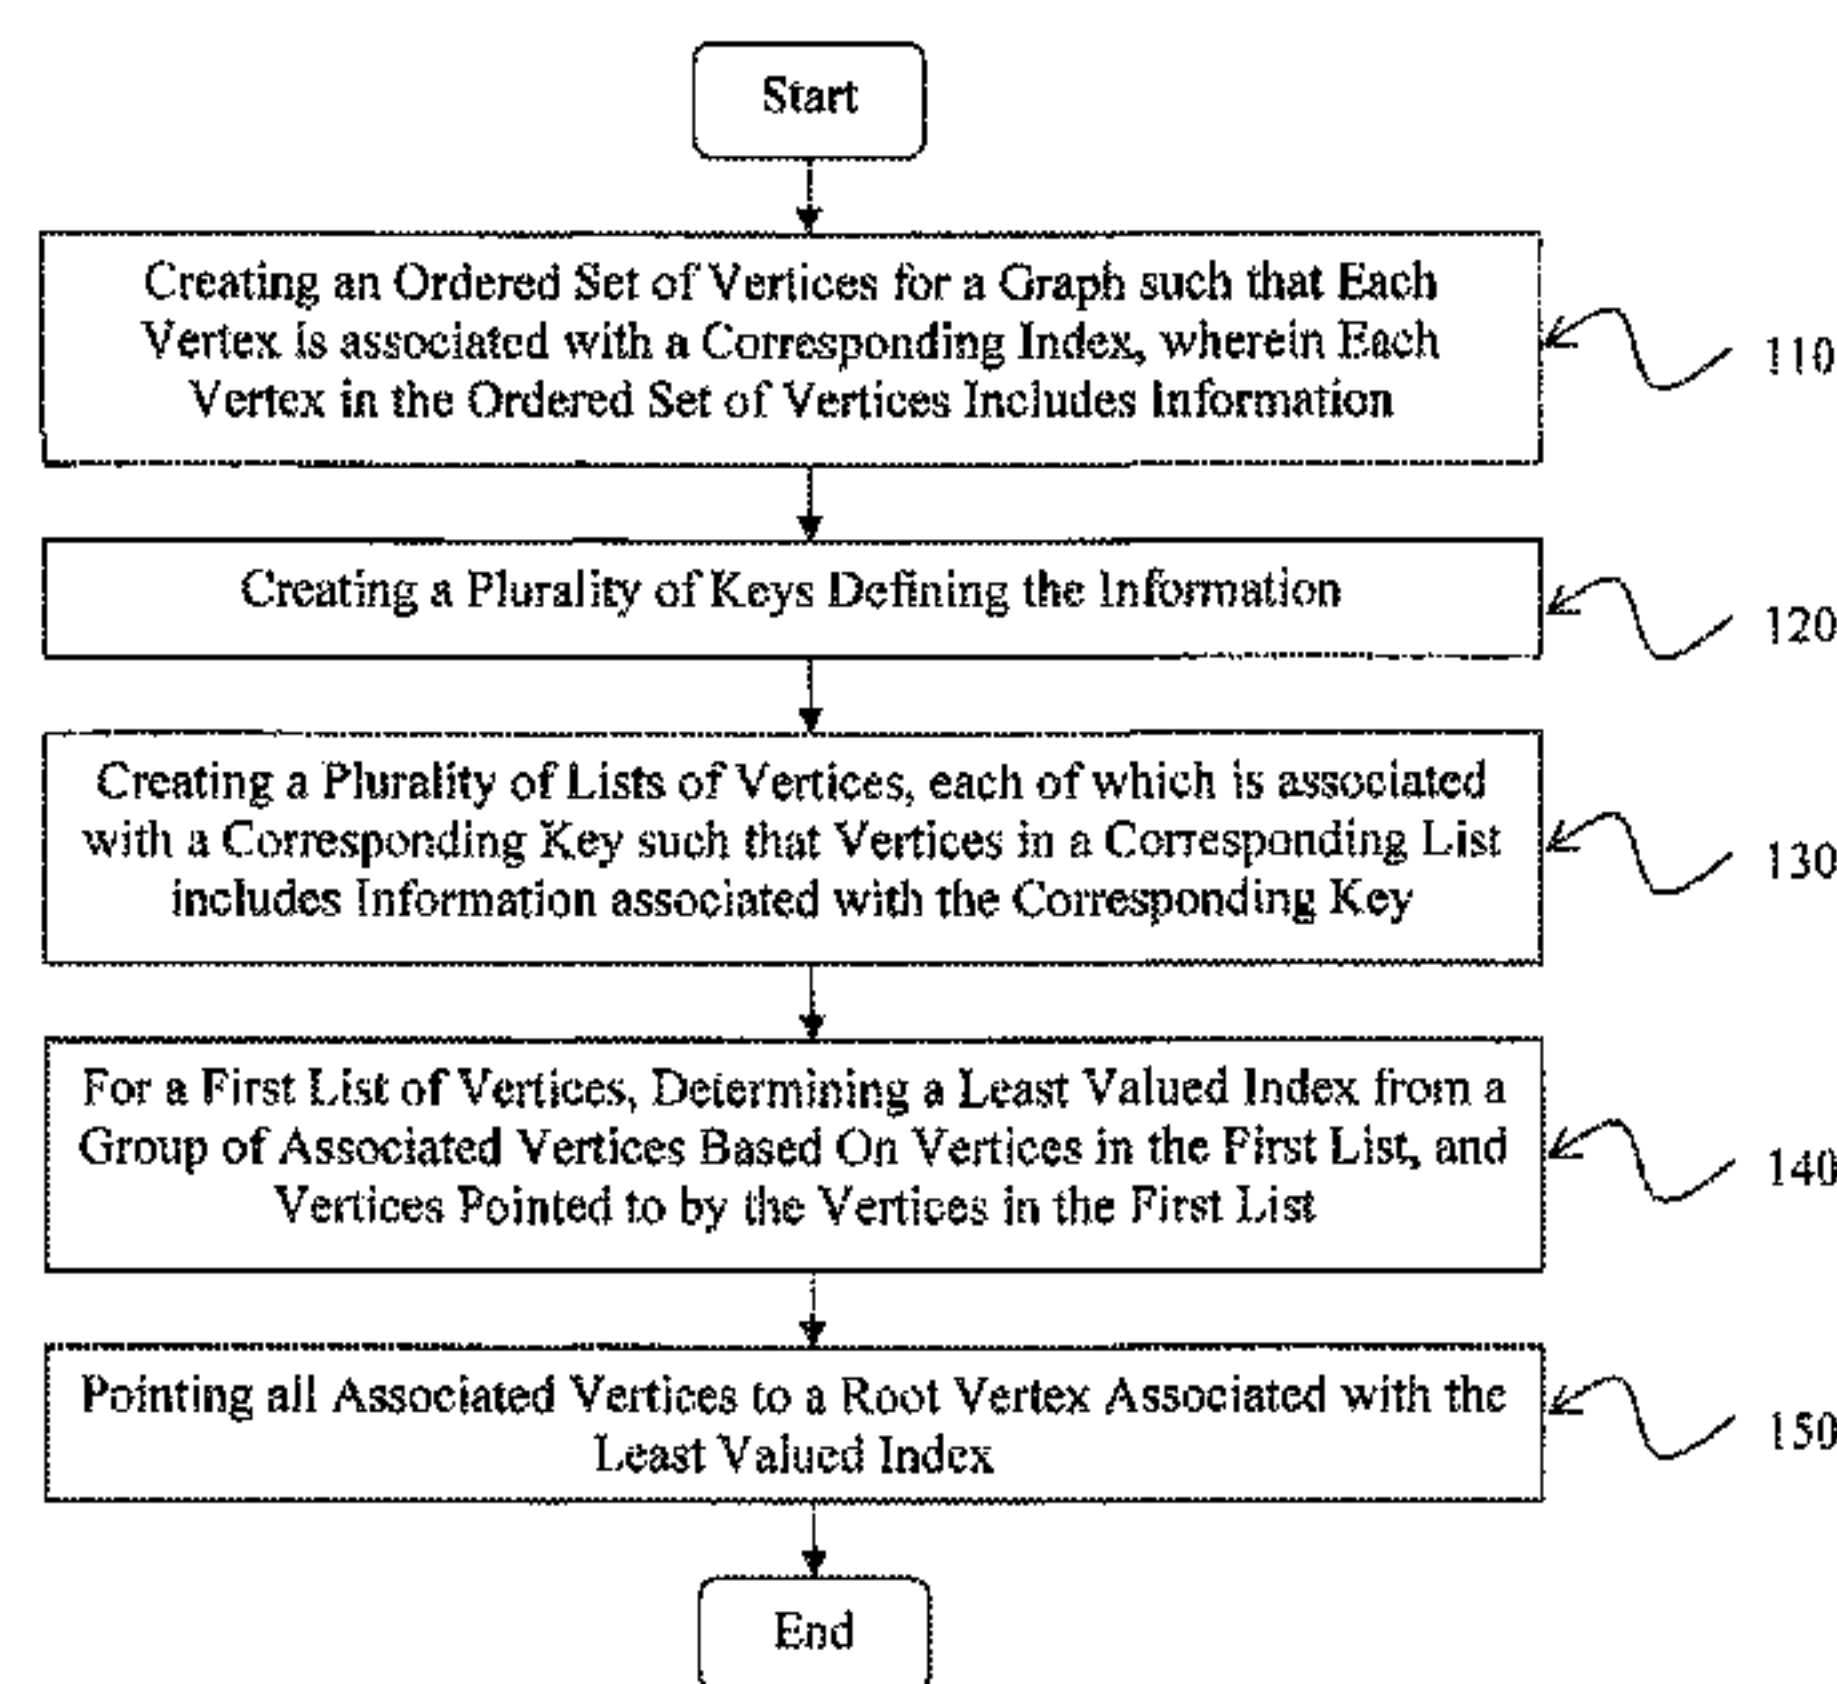 Start
Creating an Ordered Set of Vertices for a Graph such that Each
Vertex is associated with a Corresponding Index, wherein Each
Vertex in the Ordered Set of Vertices Includes Information
110
Creating a Plurality of Keys Defining the Information
120
Creating a Plurality of Lists of Vertices, each of which is associated
with a Corresponding Key such that Vertices in a Corresponding List
includes Information associated with the Corresponding Key
130
For a First List of Vertices, Determining a Least Valued Index from a
Group of Associated Vertices Based On Vertices in the First List, and
Vertices Pointed to by the Vertices in the First List
140
Pointing all Associated Vertices to a Root Vertex Associated with the
Least Valued Index
150
End